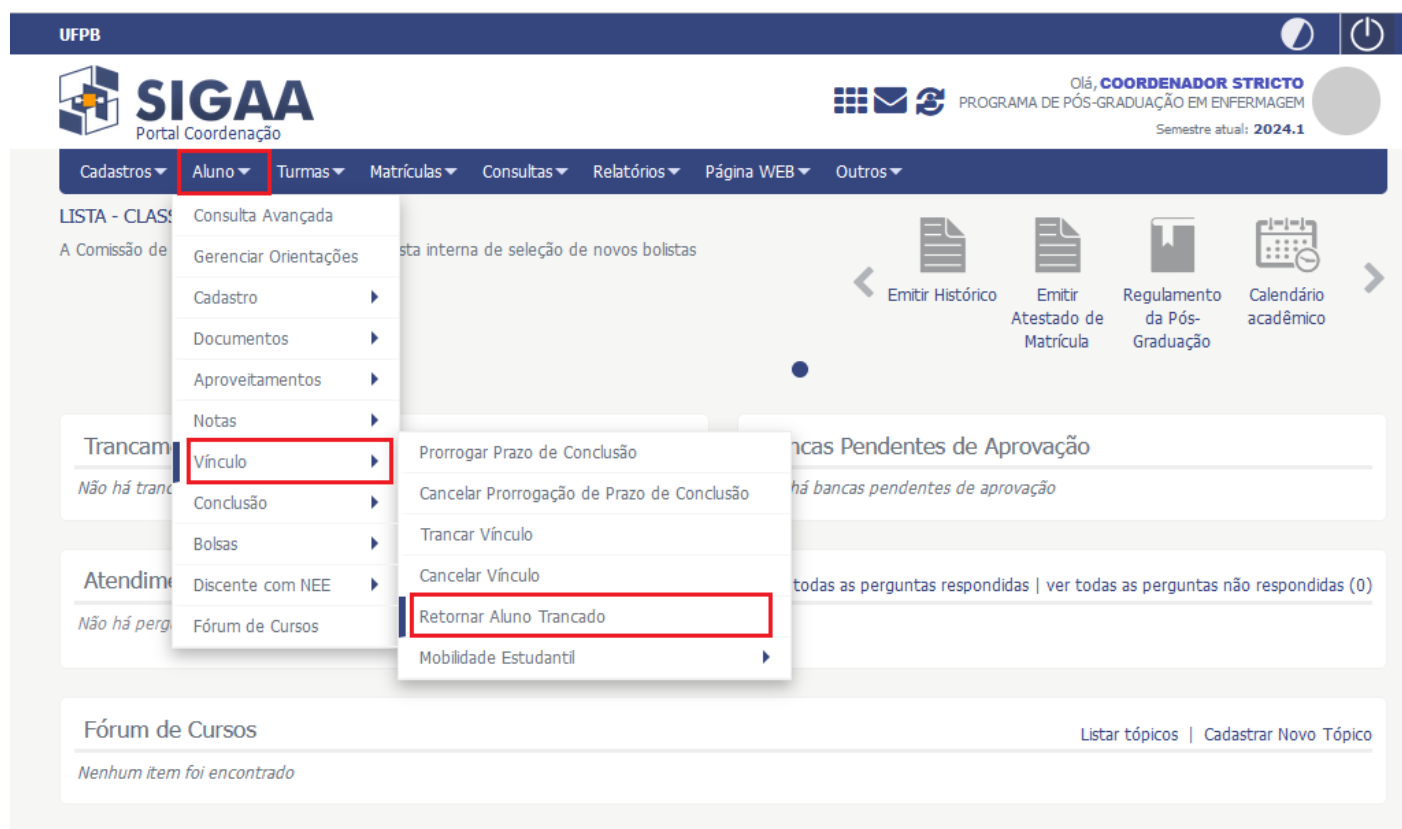 UFPB
SIGAA
Portal Coordenação
Olá, COORDENADOR STRICTO
PROGRAMA DE PÓS-GRADUAÇÃO EM ENFERMAGEM
Semestre atual: 2024.1
Cadastros Aluno Turmas Matrículas Consultas Relatórios Página WEB Outros
LISTA - CLAS
A Comissão de sta interna de seleção de novos bolistas
Emitir Histórico
Emitir
Atestado de
Matrícula
Regulamento
da Pós-
Graduação
Calendário
acadêmico
Consulta Avançada
Gerenciar Orientações
Cadastro
Documentos
Aproveitamentos
Notas
Vínculo
Conclusão
Bolsas
Discente com NEE
Fórum de Cursos
Prorrogar Prazo de Conclusão
Cancelar Prorrogação de Prazo de Conclusão
Trancar Vínculo
Cancelar Vínculo
Retornar Aluno Trancado
Mobilidade Estudantil
Trancam
Não há tranc
ncas Pendentes de Aprovação
há bancas pendentes de aprovação
Atendime
todas as perguntas respondidas | ver todas as perguntas não respondidas (0)
Não há perg
Fórum de Cursos
Listar tópicos | Cadastrar Novo Tópico
Nenhum item foi encontrado